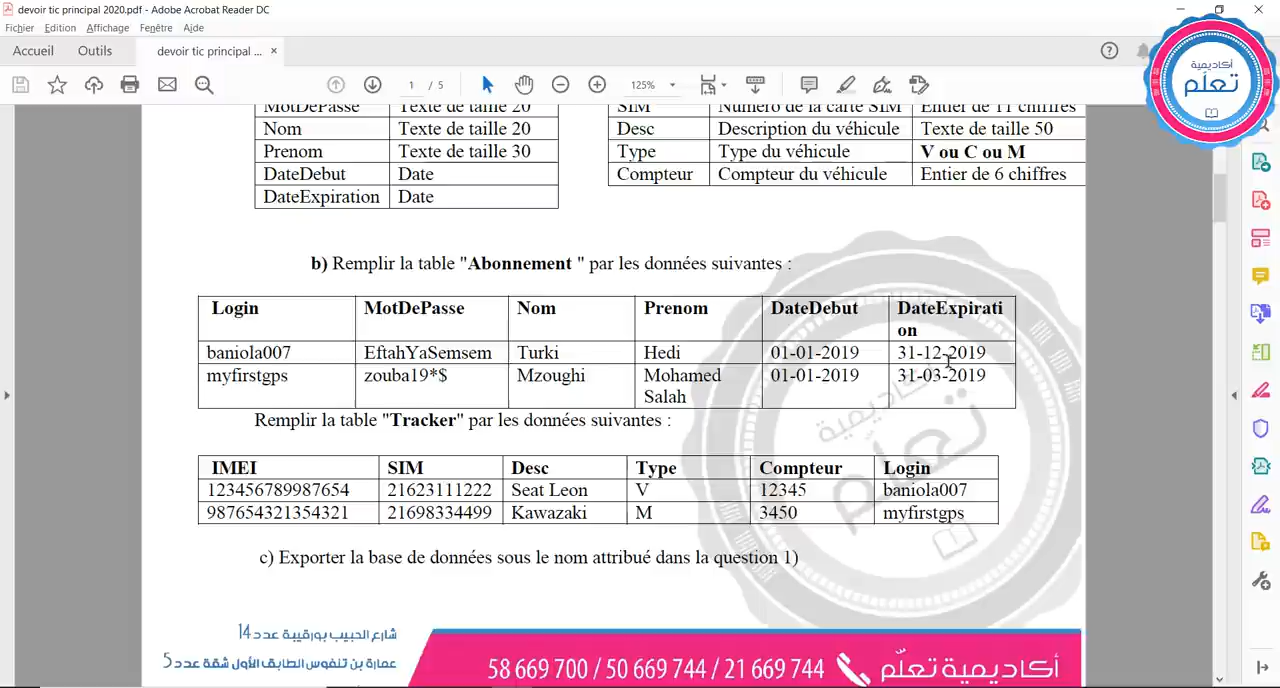 devoir tic principal 2020.pdf - Adobe Acrobat Reader DC
Fichier Edition Affichage Fenêtre Aide
Accueil Outils devoir tic principal ... ×
1 / 5 125%
أكاديمية
تعلّم
MotDePasse Texte de taille 20
Nom Texte de taille 20
Prenom Texte de taille 30
DateDebut Date
DateExpiration Date
SIM Numéro de la carte SIM Entier de 11 chiffres
Desc Description du véhicule Texte de taille 50
Type Type du véhicule V ou C ou M
Compteur Compteur du véhicule Entier de 6 chiffres
b) Remplir la table "Abonnement " par les données suivantes :
Login MotDePasse Nom Prenom DateDebut DateExpirati
on
baniola007 EftahYaSemsem Turki Hedi 01-01-2019 31-12-2019
myfirstgps zouba19*$ Mzoughi Mohamed 01-01-2019 31-03-2019
Salah
أكاديمية
تعلّم
Remplir la table "Tracker" par les données suivantes :
IMEI SIM Desc Type Compteur Login
123456789987654 21623111222 Seat Leon V 12345 baniola007
987654321354321 21698334499 Kawazaki M 3450 myfirstgps
c) Exporter la base de données sous le nom attribué dans la question 1)
شارع الحبيب بورقيبة عدد 14
عمارة بن تنفوس الطابق الأول شقة عدد 5
58 669 700 / 50 669 744 / 21 669 744 أكاديمية تعلّم